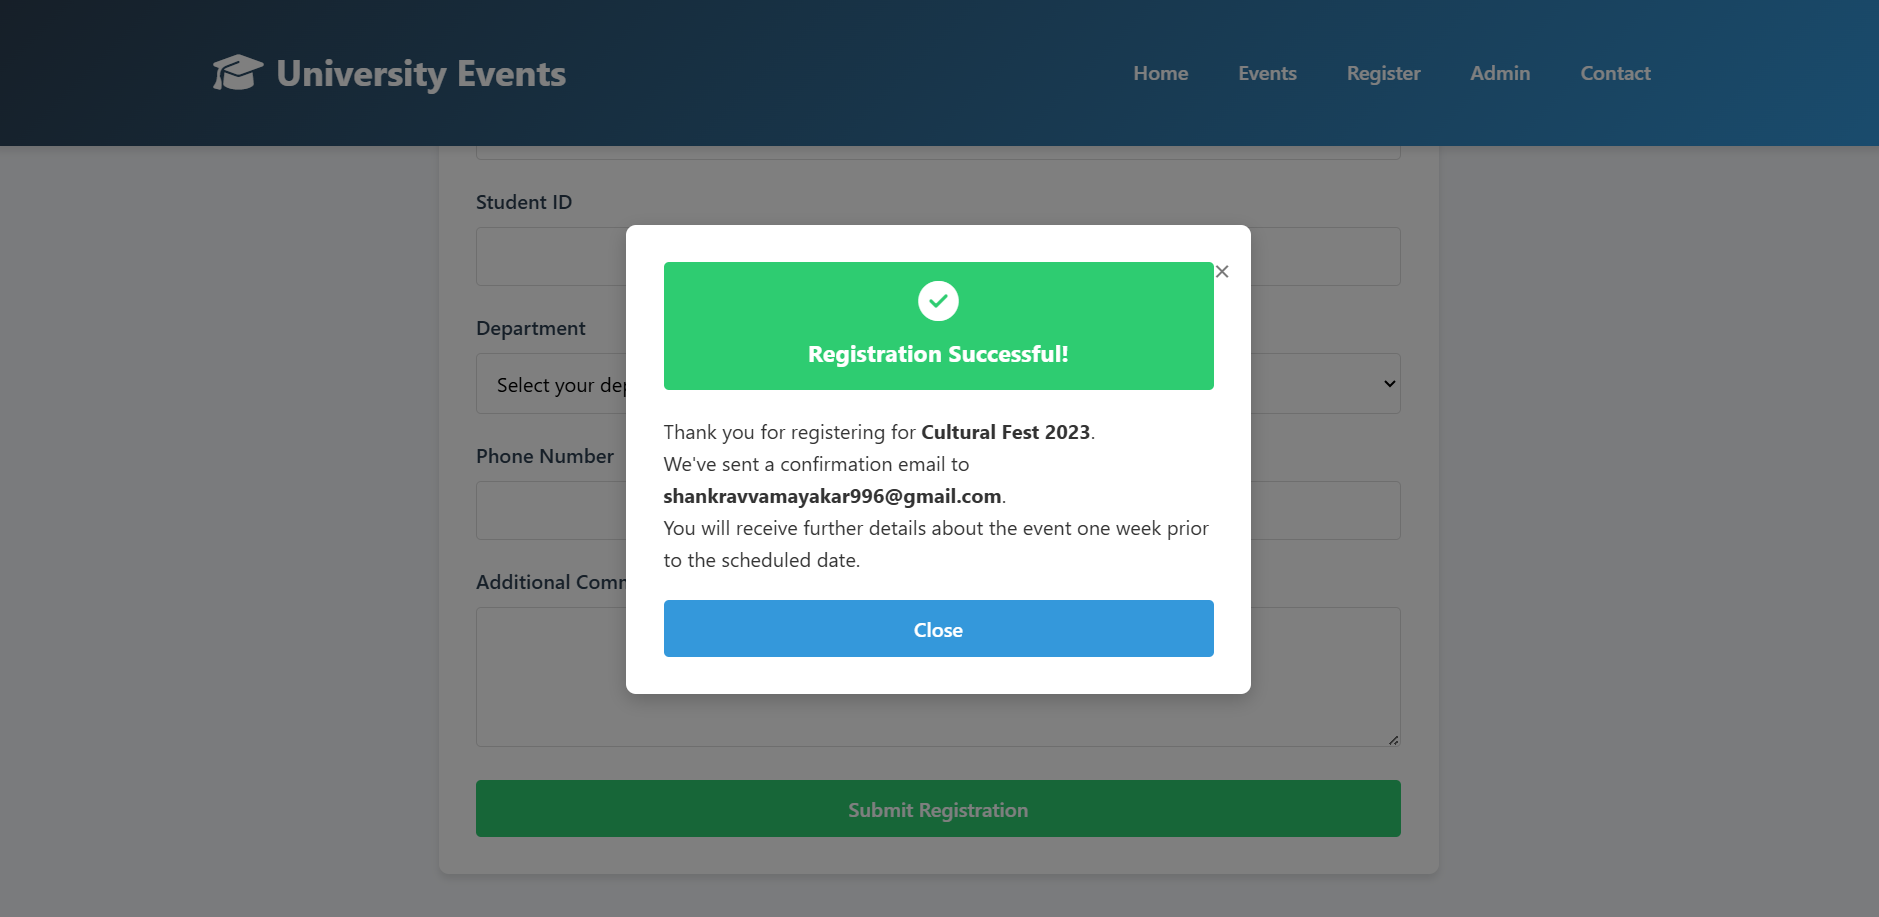 University Events
Home
Events
Register
Admin
Contact
Student ID
Department
Select your dep
Phone Number
Additional Comm
×
Registration Successful!
Thank you for registering for Cultural Fest 2023.
We've sent a confirmation email to
shankravvamayakar996@gmail.com.
You will receive further details about the event one week prior
to the scheduled date.
Close
Submit Registration